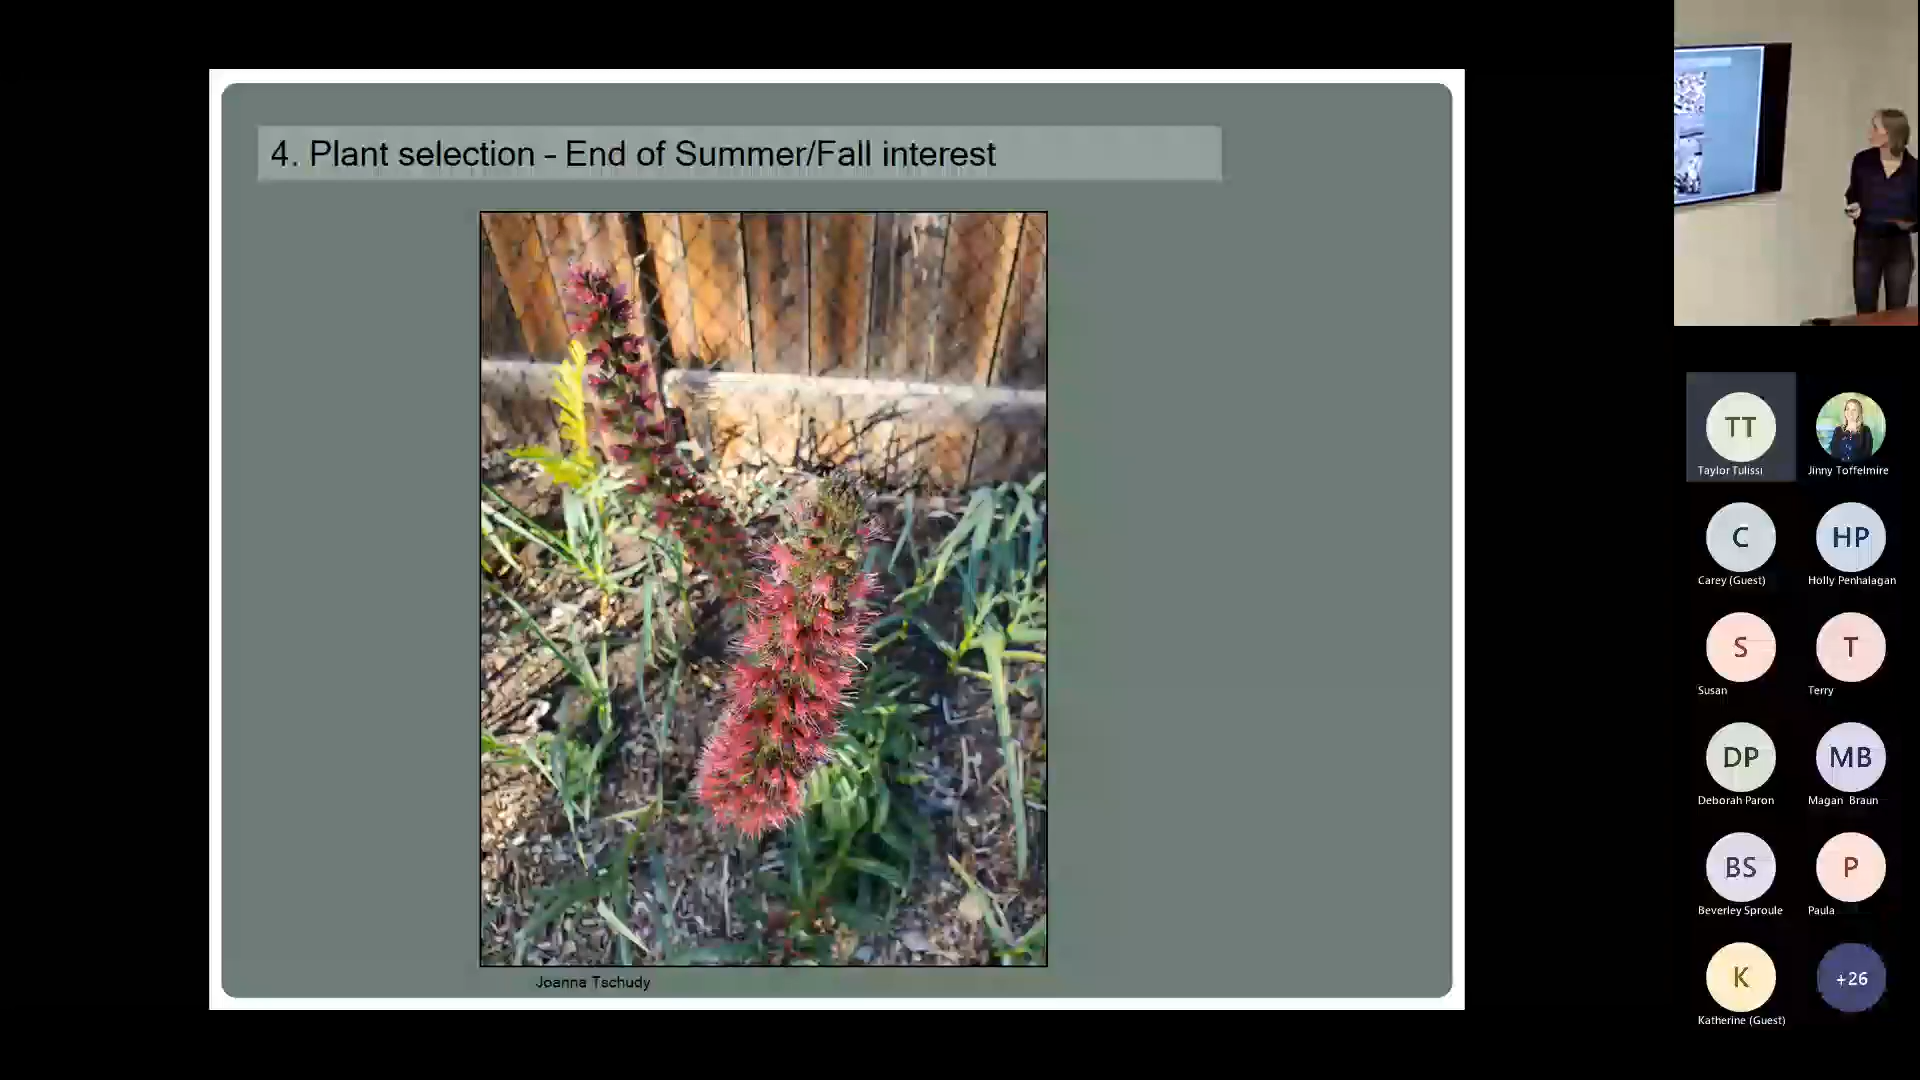 4. Plant selection - End of Summer/Fall interest
Joanna Tschudy
TT
Taylor Tulissi
Jinny Toffelmire
C
HP
Carey (Guest)
Holly Penhalagan
S
T
Susan
Terry
DP
MB
Deborah Paron
Magan Braun
BS
P
Beverley Sproule
Paula
K
+26
Katherine (Guest)